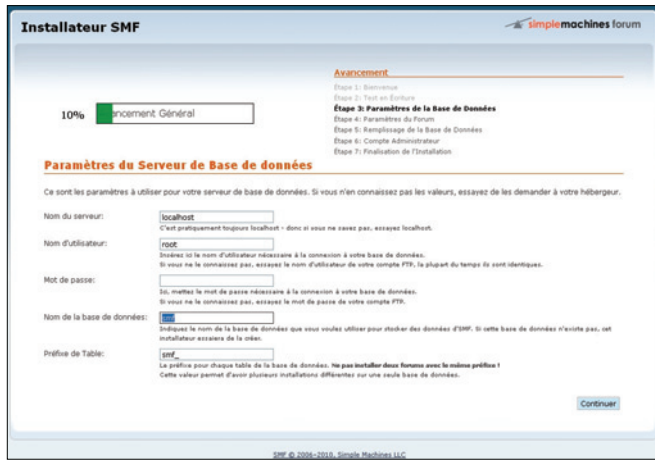 Installateur SMF
simplemachines forum
Avancement
Étape 1: Bienvenue
Étape 2: Test en Écriture
Étape 3: Paramètres de la Base de Données
Étape 4: Paramètres du Forum
Étape 5: Remplissage de la Base de Données
Étape 6: Compte Administrateur
Étape 7: Finalisation de l'Installation
10%
ancement Général
Paramètres du Serveur de Base de données
Ce sont les paramètres à utiliser pour votre serveur de base de données. Si vous n'en connaissez pas les valeurs, essayez de les demander à votre hébergeur.
Nom du serveur:
localhost
C'est pratiquement toujours localhost - donc si vous ne savez pas, essayez localhost.
Nom d'utilisateur:
root
Insérez ici le nom d'utilisateur nécessaire à la connexion à votre base de données.
Si vous ne le connaissez pas, essayez le nom d'utilisateur de votre compte FTP, la plupart du temps ils sont identiques.
Mot de passe:
Ici, mettez le mot de passe nécessaire à la connexion à votre base de données.
Si vous ne le connaissez pas, essayez le mot de passe de votre compte FTP.
Nom de la base de données:
smf
Indiquez le nom de la base de données que vous voulez utiliser pour stocker des données d'SMF. Si cette base de données n'existe pas, cet
installateur essaiera de la créer.
Préfixe de Table:
smf_
Le préfixe pour chaque table de la base de données. Ne pas installer deux forums avec le même préfixe !
Cette valeur permet d'avoir plusieurs installations différentes sur une seule base de données.
Continuer
SMF © 2006-2010, Simple Machines LLC